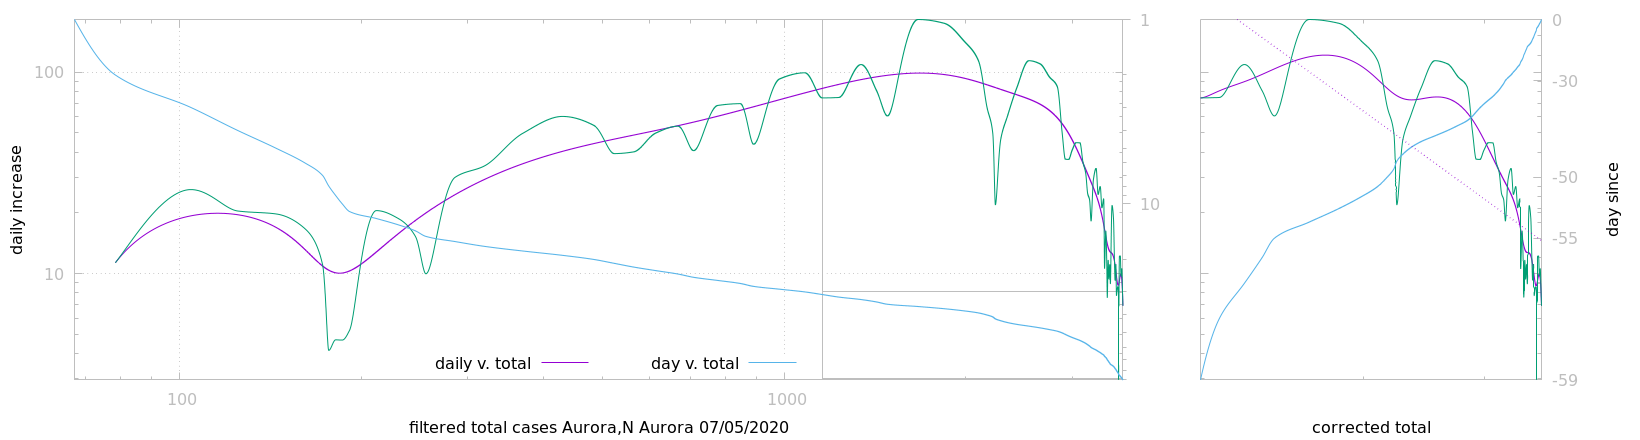 1
0
100
-30
daily increase
-50
day since
10
-55
10
daily v. total
day v. total
-59
100
1000
filtered total cases Aurora,N Aurora 07/05/2020
corrected total